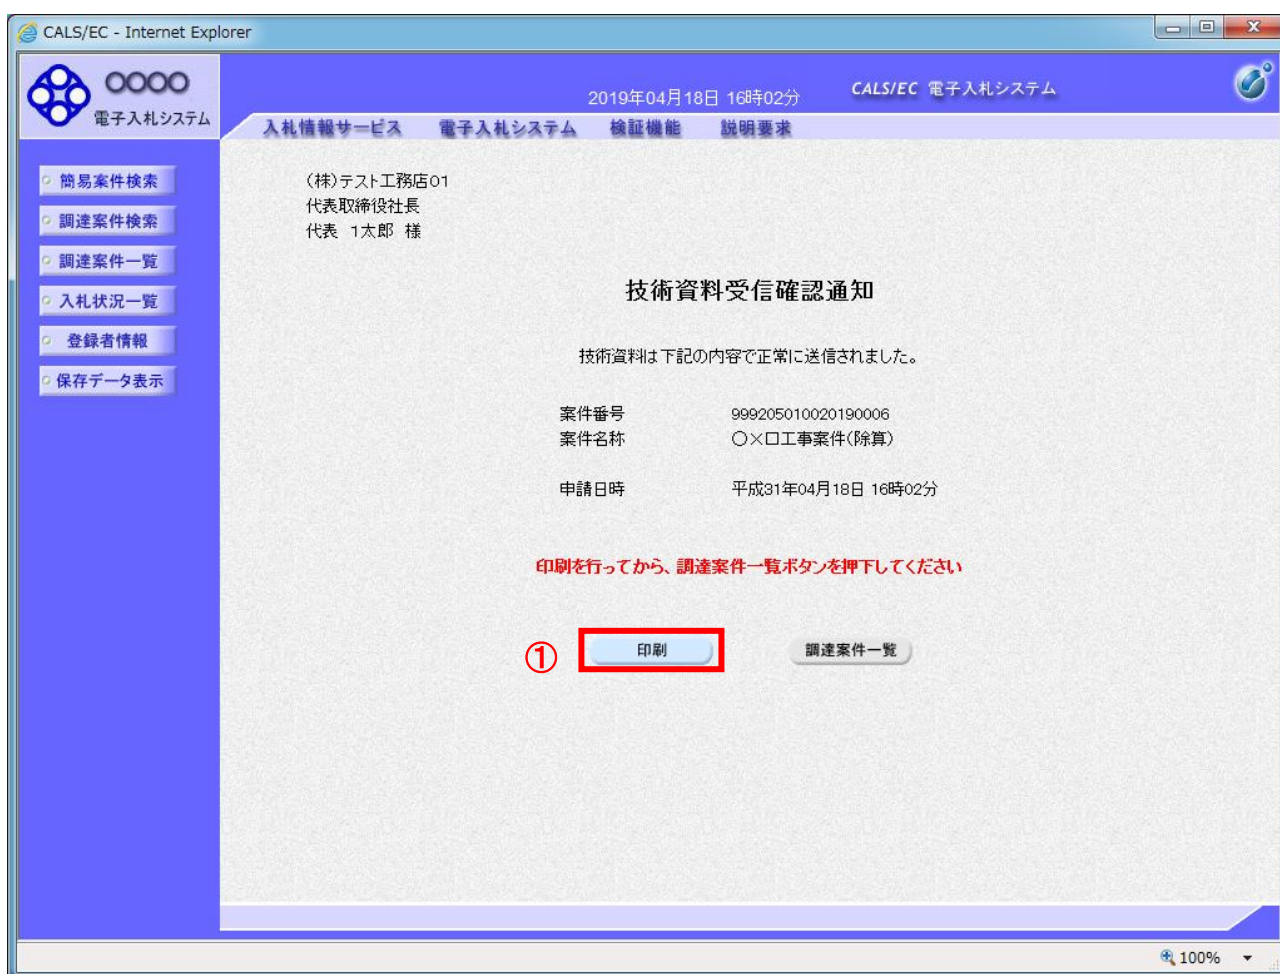 CALS/EC - Internet Explorer
〇〇〇〇
電子入札システム
2019年04月18日 16時02分
CALS/EC 電子入札システム
入札情報サービス 電子入札システム 検証機能 説明要求
簡易案件検索
調達案件検索
調達案件一覧
入札状況一覧
登録者情報
保存データ表示
(株)テスト工務店01
代表取締役社長
代表 1太郎 様
技術資料受信確認通知
技術資料は下記の内容で正常に送信されました。
案件番号 999205010020190006
案件名称 ○×口工事案件(除算)
申請日時 平成31年04月18日 16時02分
印刷を行ってから、調達案件一覧ボタンを押下してください
① 印刷 調達案件一覧
100%